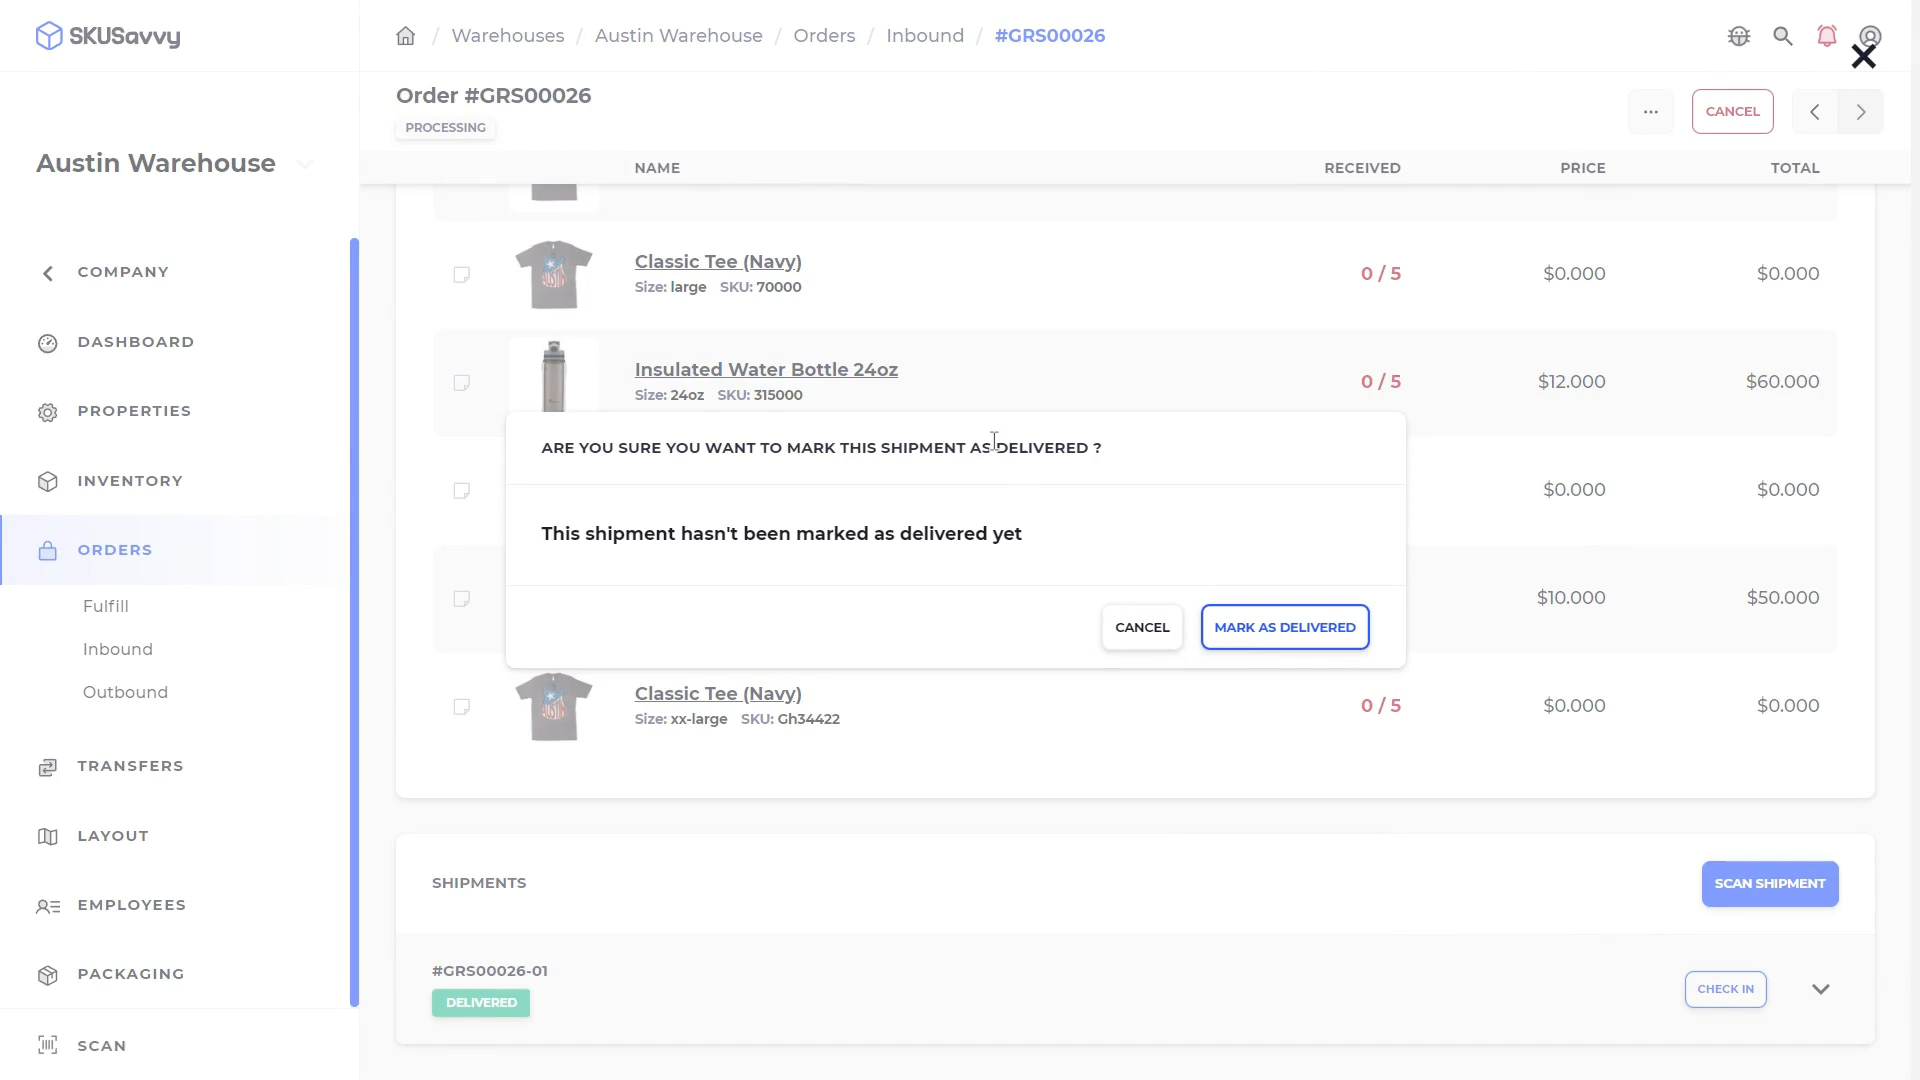 SKUSavvy
Warehouses / Austin Warehouse / Orders / Inbound / #GRS00026
Order #GRS00026
PROCESSING
CANCEL
Austin Warehouse
NAME RECEIVED PRICE TOTAL
COMPANY
DASHBOARD
PROPERTIES
INVENTORY
ORDERS
Fulfill
Inbound
Outbound
TRANSFERS
LAYOUT
EMPLOYEES
PACKAGING
SCAN
Classic Tee (Navy)
Size: large SKU: 70000
0 / 5 $0.000 $0.000
Insulated Water Bottle 24oz
Size: 24oz SKU: 315000
0 / 5 $12.000 $60.000
ARE YOU SURE YOU WANT TO MARK THIS SHIPMENT AS DELIVERED ?
This shipment hasn't been marked as delivered yet
CANCEL MARK AS DELIVERED
$0.000 $0.000
$10.000 $50.000
AUSTIN
Classic Tee (Navy)
Size: xx-large SKU: Gh34422
0 / 5 $0.000 $0.000
SHIPMENTS
SCAN SHIPMENT
#GRS00026-01
DELIVERED
CHECK IN